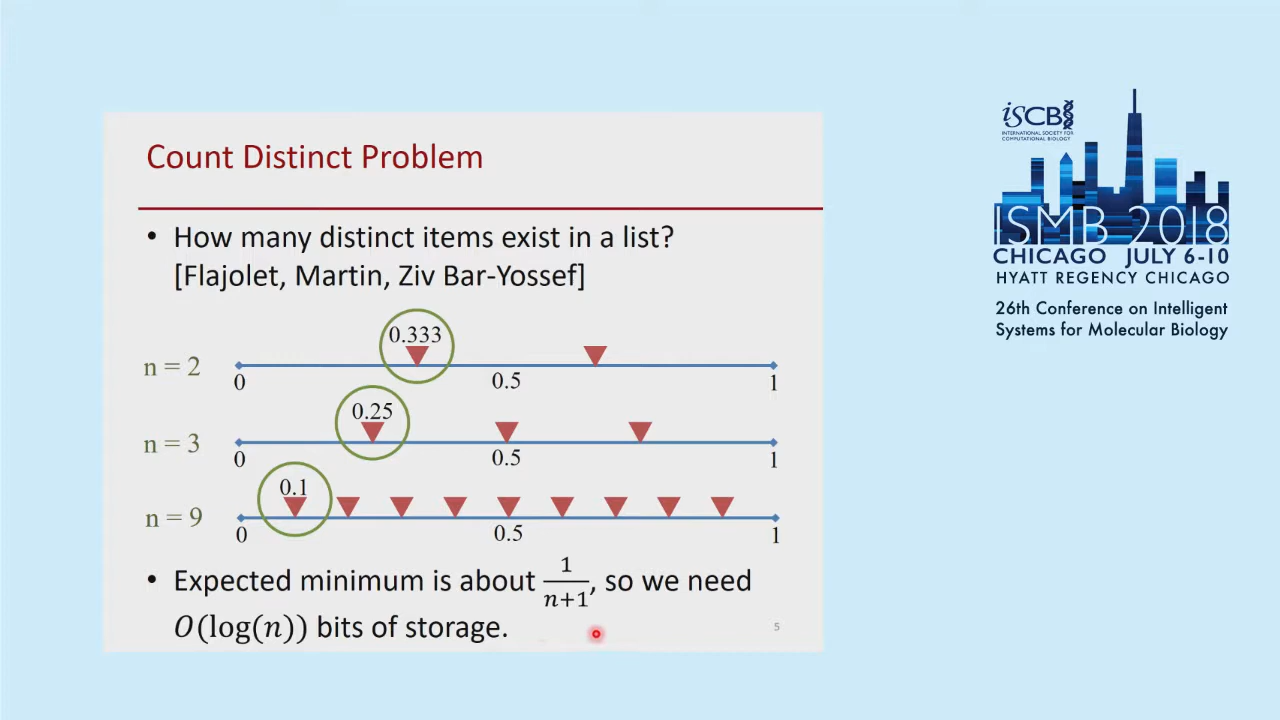 Count Distinct Problem
• How many distinct items exist in a list?
[Flajolet, Martin, Ziv Bar-Yossef]
0.333
n = 2
0 0.5 1
0.25
n = 3
0 0.5 1
0.1
n = 9
0 0.5 1
• Expected minimum is about \frac{1}{n+1}, so we need
O(log(n)) bits of storage.
5
iSCB
INTERNATIONAL SOCIETY FOR
COMPUTATIONAL BIOLOGY
ISMB 2018
CHICAGO JULY 6-10
HYATT REGENCY CHICAGO
26th Conference on Intelligent
Systems for Molecular Biology